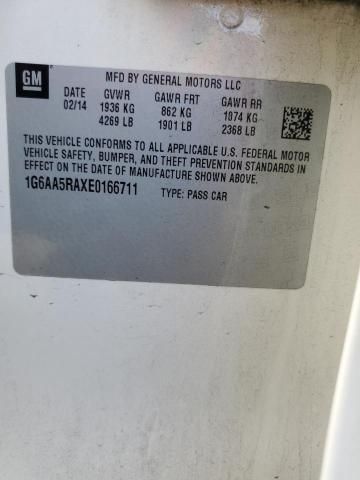 GM
MFD BY GENERAL MOTORS LLC
DATE GVWR GAWR FRT GAWR RR
02/14 1936 KG 862 KG 1074 KG
4269 LB 1901 LB 2368 LB
THIS VEHICLE CONFORMS TO ALL APPLICABLE U.S. FEDERAL MOTOR
VEHICLE SAFETY, BUMPER, AND THEFT PREVENTION STANDARDS
IN EFFECT ON THE DATE OF MANUFACTURE SHOWN ABOVE.
1G6AA5RAXE0166711 TYPE: PASS CAR